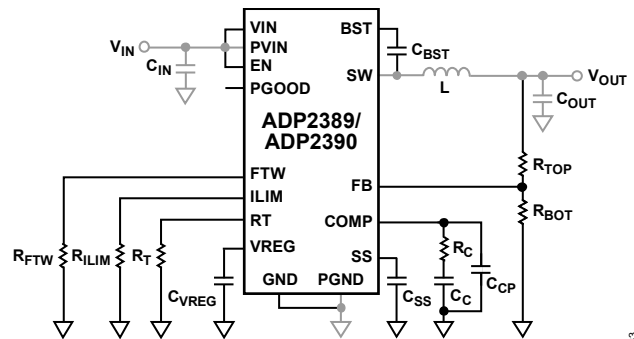 VIN
BST
VIN
PVIN
CBST
CIN
EN
SW
L
VOUT
PGOOD
COUT
ADP2389/
ADP2390
RTOP
FTW
FB
ILIM
RBOT
RT
COMP
RFTW
RILIM
RT
VREG
RC
SS
CCP
CVREG
GND
PGND
CSS
CC
3